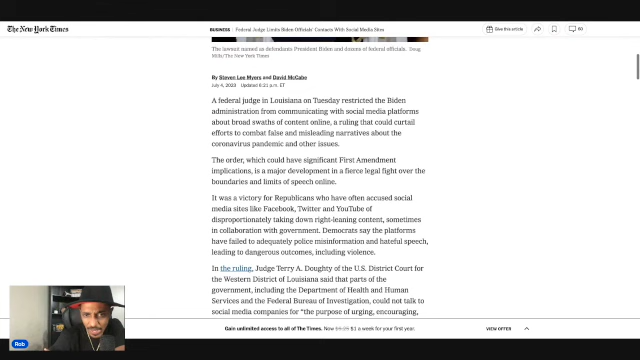 The New York Times
BUSINESS | Federal Judge Limits Biden Officials' Contacts With Social Media Sites
Give this article
60
The lawsuit named as defendants President Biden and dozens of federal officials. Doug
Mills/The New York Times
By Steven Lee Myers and David McCabe
July 4, 2023 Updated 8:21 p.m. ET
A federal judge in Louisiana on Tuesday restricted the Biden
administration from communicating with social media platforms
about broad swaths of content online, a ruling that could curtail
efforts to combat false and misleading narratives about the
coronavirus pandemic and other issues.
The order, which could have significant First Amendment
implications, is a major development in a fierce legal fight over the
boundaries and limits of speech online.
It was a victory for Republicans who have often accused social
media sites like Facebook, Twitter and YouTube of
disproportionately taking down right-leaning content, sometimes
in collaboration with government. Democrats say the platforms
have failed to adequately police misinformation and hateful speech,
leading to dangerous outcomes, including violence.
In the ruling, Judge Terry A. Doughty of the U.S. District Court for
the Western District of Louisiana said that parts of the
government, including the Department of Health and Human
Services and the Federal Bureau of Investigation, could not talk to
social media companies for “the purpose of urging, encouraging,
Gain unlimited access to all of The Times. Now $6.25 $1 a week for your first year.
VIEW OFFER
Rob